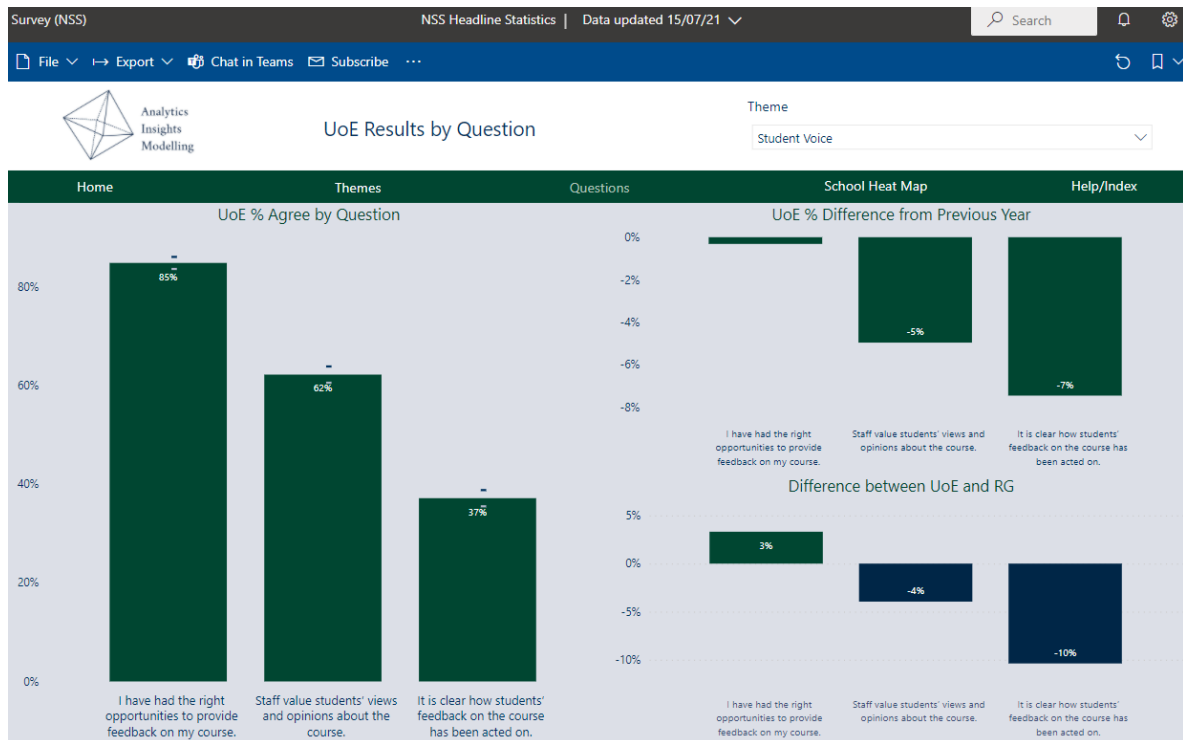 Survey (NSS)
NSS Headline Statistics | Data updated 15/07/21
Search
File
Export
Chat in Teams
Subscribe
Analytics
Insights
Modelling
UoE Results by Question
Theme
Student Voice
Home
Themes
Questions
School Heat Map
Help/Index
UoE % Agree by Question
80%
60%
40%
20%
0%
85%
62%
37%
I have had the right
opportunities to provide
feedback on my course.
Staff value students' views
and opinions about the
course.
It is clear how students'
feedback on the course
has been acted on.
UoE % Difference from Previous Year
0%
-2%
-4%
-6%
-8%
-5%
-7%
I have had the right
opportunities to provide
feedback on my course.
Staff value students' views and
opinions about the course.
It is clear how students'
feedback on the course has
been acted on.
Difference between UoE and RG
5%
0%
-5%
-10%
3%
-4%
-10%
I have had the right
opportunities to provide
feedback on my course.
Staff value students' views and
opinions about the course.
It is clear how students'
feedback on the course has
been acted on.